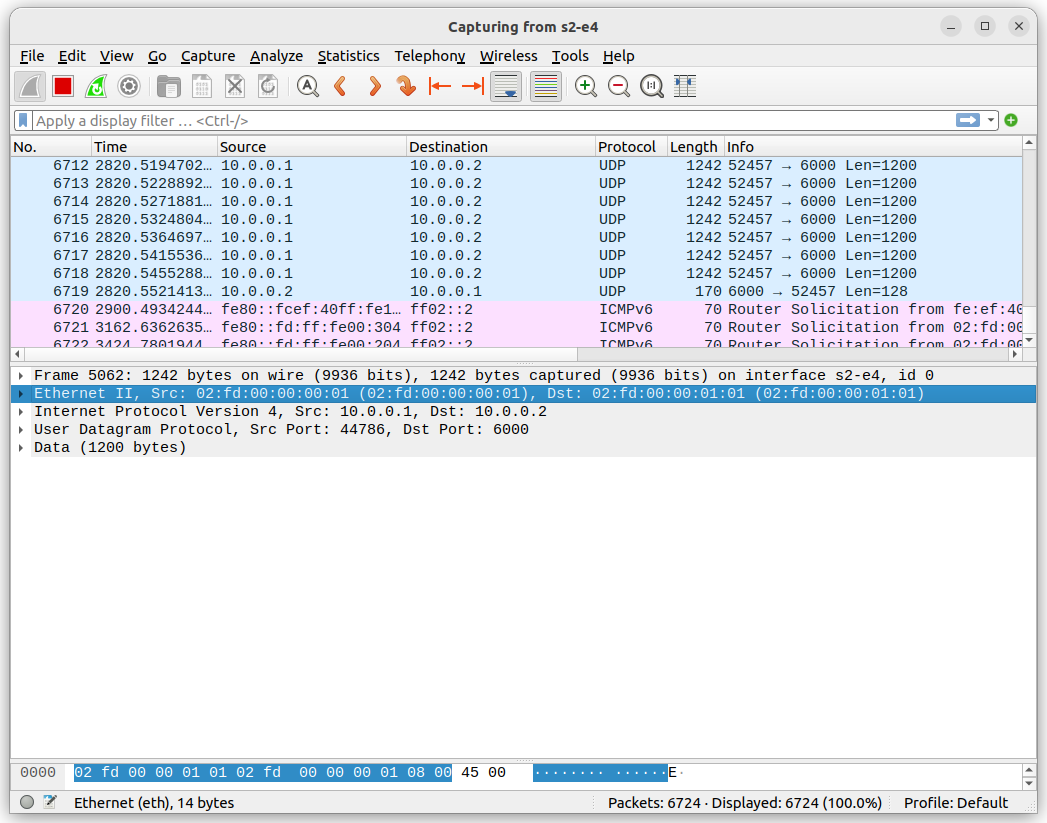 Capturing from s2-e4
File Edit View Go Capture Analyze Statistics Telephony Wireless Tools Help
Apply a display filter … <Ctrl-/>
No. Time Source Destination Protocol Length Info
6712 2820.5194702… 10.0.0.1 10.0.0.2 UDP 1242 52457 → 6000 Len=1200
6713 2820.5228892… 10.0.0.1 10.0.0.2 UDP 1242 52457 → 6000 Len=1200
6714 2820.5271881… 10.0.0.1 10.0.0.2 UDP 1242 52457 → 6000 Len=1200
6715 2820.5324804… 10.0.0.1 10.0.0.2 UDP 1242 52457 → 6000 Len=1200
6716 2820.5364697… 10.0.0.1 10.0.0.2 UDP 1242 52457 → 6000 Len=1200
6717 2820.5415536… 10.0.0.1 10.0.0.2 UDP 1242 52457 → 6000 Len=1200
6718 2820.5455288… 10.0.0.1 10.0.0.2 UDP 1242 52457 → 6000 Len=1200
6719 2820.5521413… 10.0.0.2 10.0.0.1 UDP 170 6000 → 52457 Len=128
6720 2900.4934244… fe80::fcef:40ff:fe1… ff02::2 ICMPv6 70 Router Solicitation from fe:ef:40
6721 3162.6362635… fe80::fd:ff:fe00:304 ff02::2 ICMPv6 70 Router Solicitation from 02:fd:00
6722 3424.7801944… fe80::fd:ff:fe00:204 ff02::2 ICMPv6 70 Router Solicitation from 02:fd:00
Frame 5062: 1242 bytes on wire (9936 bits), 1242 bytes captured (9936 bits) on interface s2-e4, id 0
Ethernet II, Src: 02:fd:00:00:00:01 (02:fd:00:00:00:01), Dst: 02:fd:00:00:01:01 (02:fd:00:00:01:01)
Internet Protocol Version 4, Src: 10.0.0.1, Dst: 10.0.0.2
User Datagram Protocol, Src Port: 44786, Dst Port: 6000
Data (1200 bytes)
0000 02 fd 00 00 01 01 02 fd 00 00 00 01 08 00 45 00 ········ ······E·
Ethernet (eth), 14 bytes Packets: 6724 · Displayed: 6724 (100.0%) Profile: Default